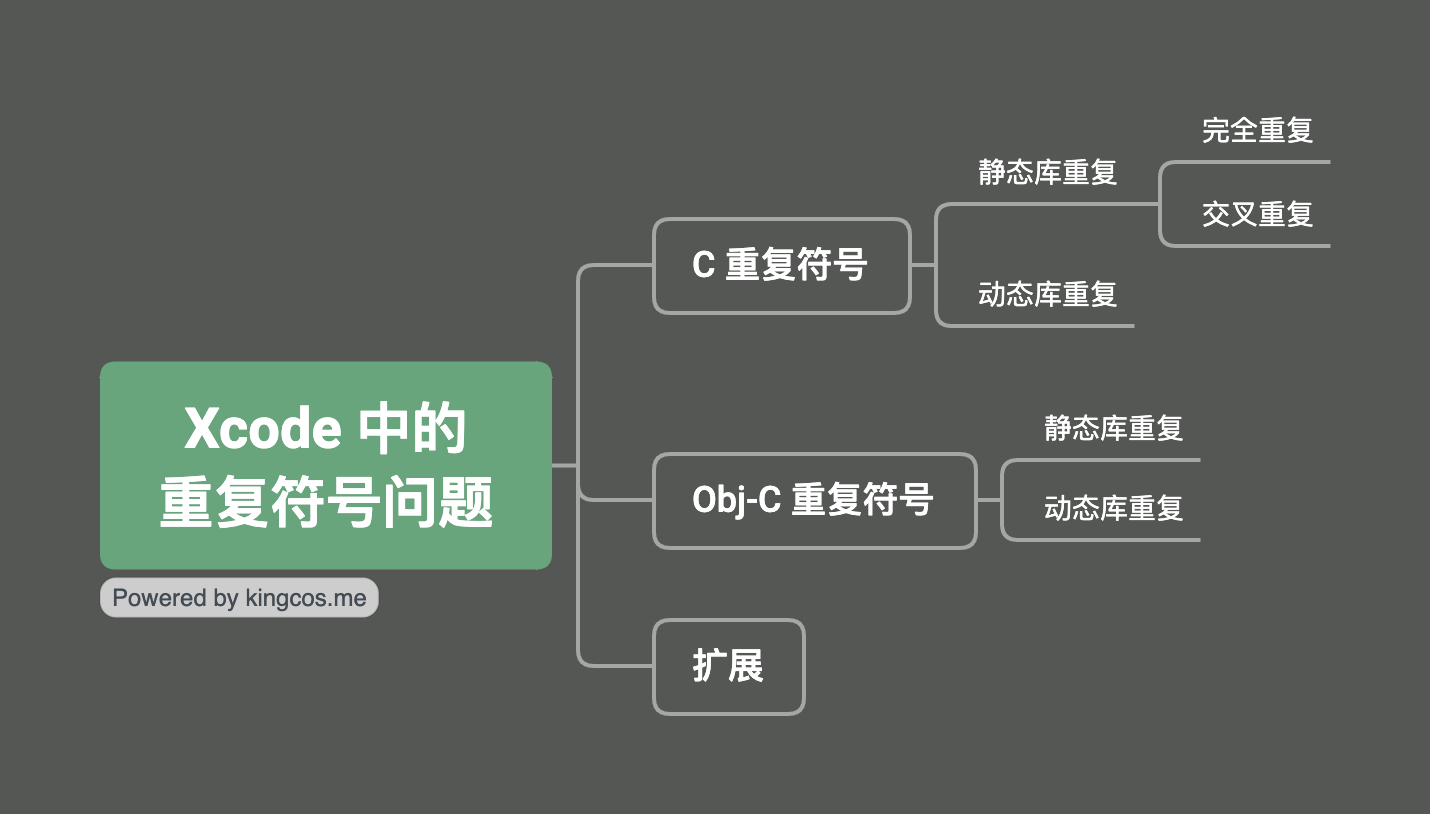 Xcode 中的
重复符号问题
Powered by kingcos.me
C 重复符号
静态库重复
完全重复
交叉重复
动态库重复
Obj-C 重复符号
静态库重复
动态库重复
扩展